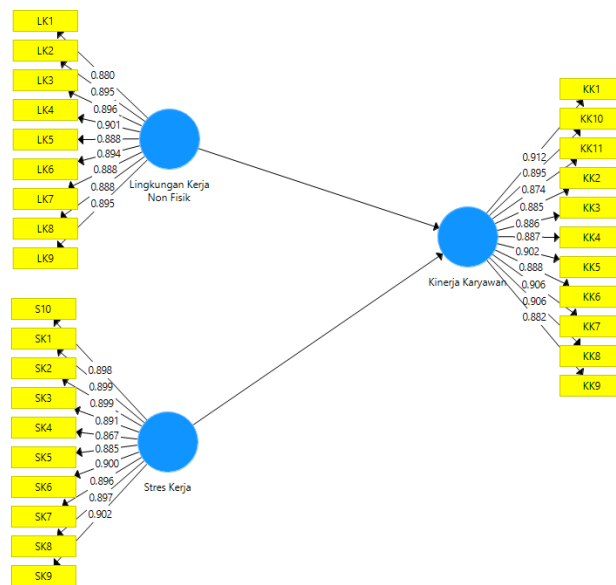 LK1
LK2
LK3
LK4
LK5
LK6
LK7
LK8
LK9
0.880
0.895
0.896
0.901
0.888
0.894
0.888
0.888
0.895
Lingkungan Kerja
Non Fisik
S10
SK1
SK2
SK3
SK4
SK5
SK6
SK7
SK8
SK9
0.898
0.899
0.899
0.891
0.867
0.885
0.900
0.896
0.897
0.902
Stres Kerja
Kinerja Karyawan
0.912
0.895
0.874
0.885
0.886
0.887
0.902
0.888
0.906
0.906
0.882
KK1
KK10
KK11
KK2
KK3
KK4
KK5
KK6
KK7
KK8
KK9